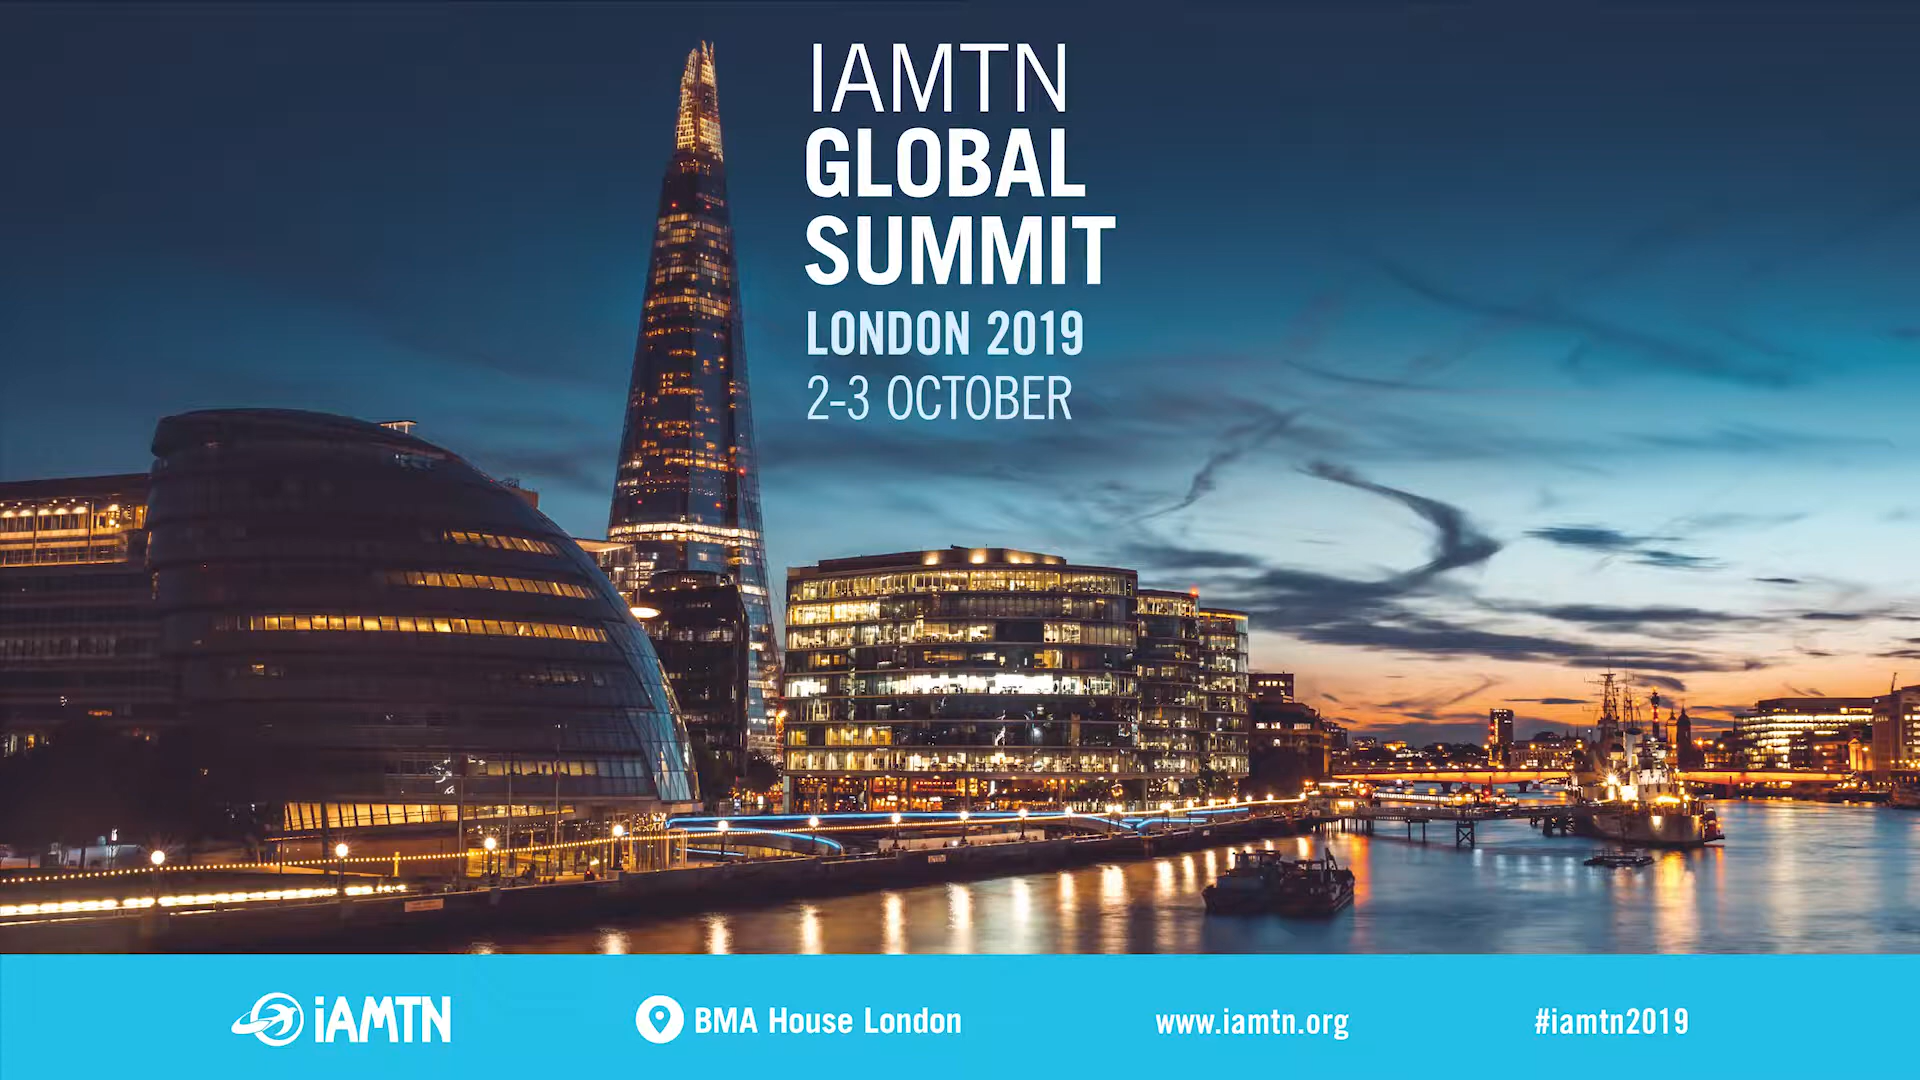 IAMTN
GLOBAL
SUMMIT
LONDON 2019
2-3 OCTOBER
iAMTN
BMA House London
www.iamtn.org
#iamtn2019